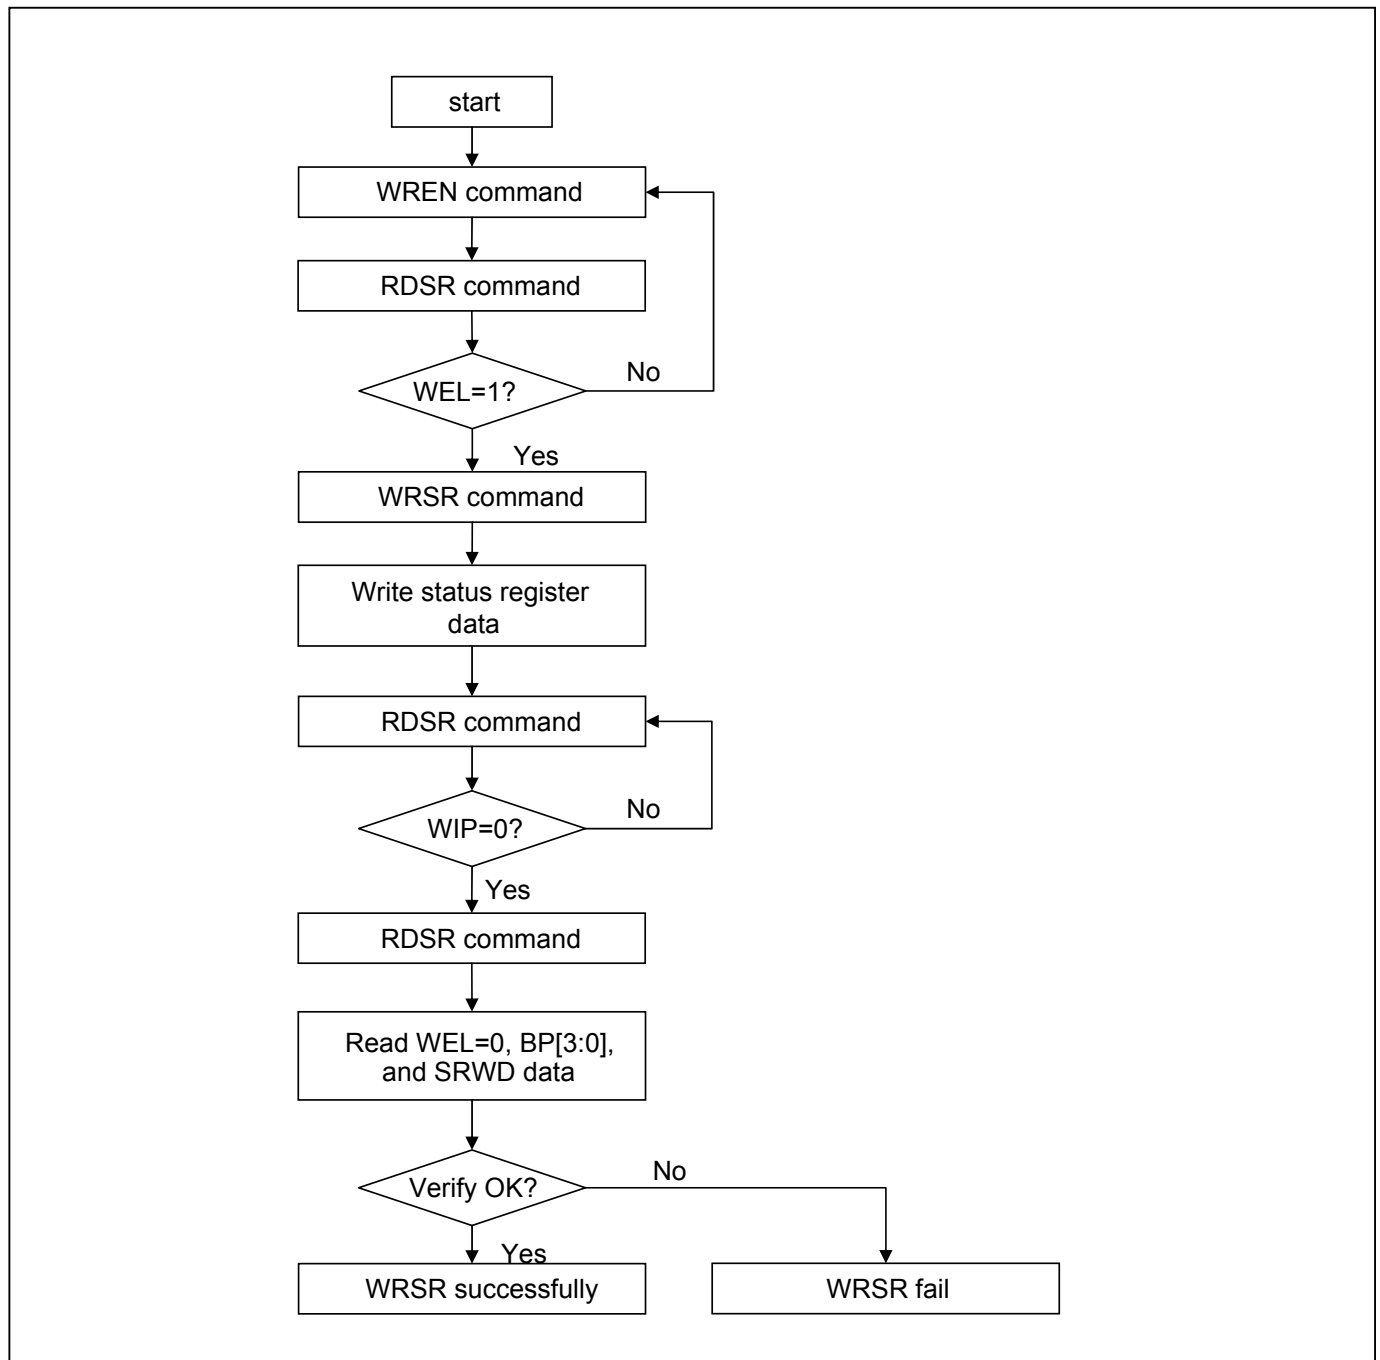 start
WREN command
RDSR command
WEL=1?
No
Yes
WRSR command
Write status register
data
RDSR command
WIP=0?
No
Yes
RDSR command
Read WEL=0, BP[3:0],
and SRWD data
Verify OK?
No
Yes
WRSR successfully
WRSR fail